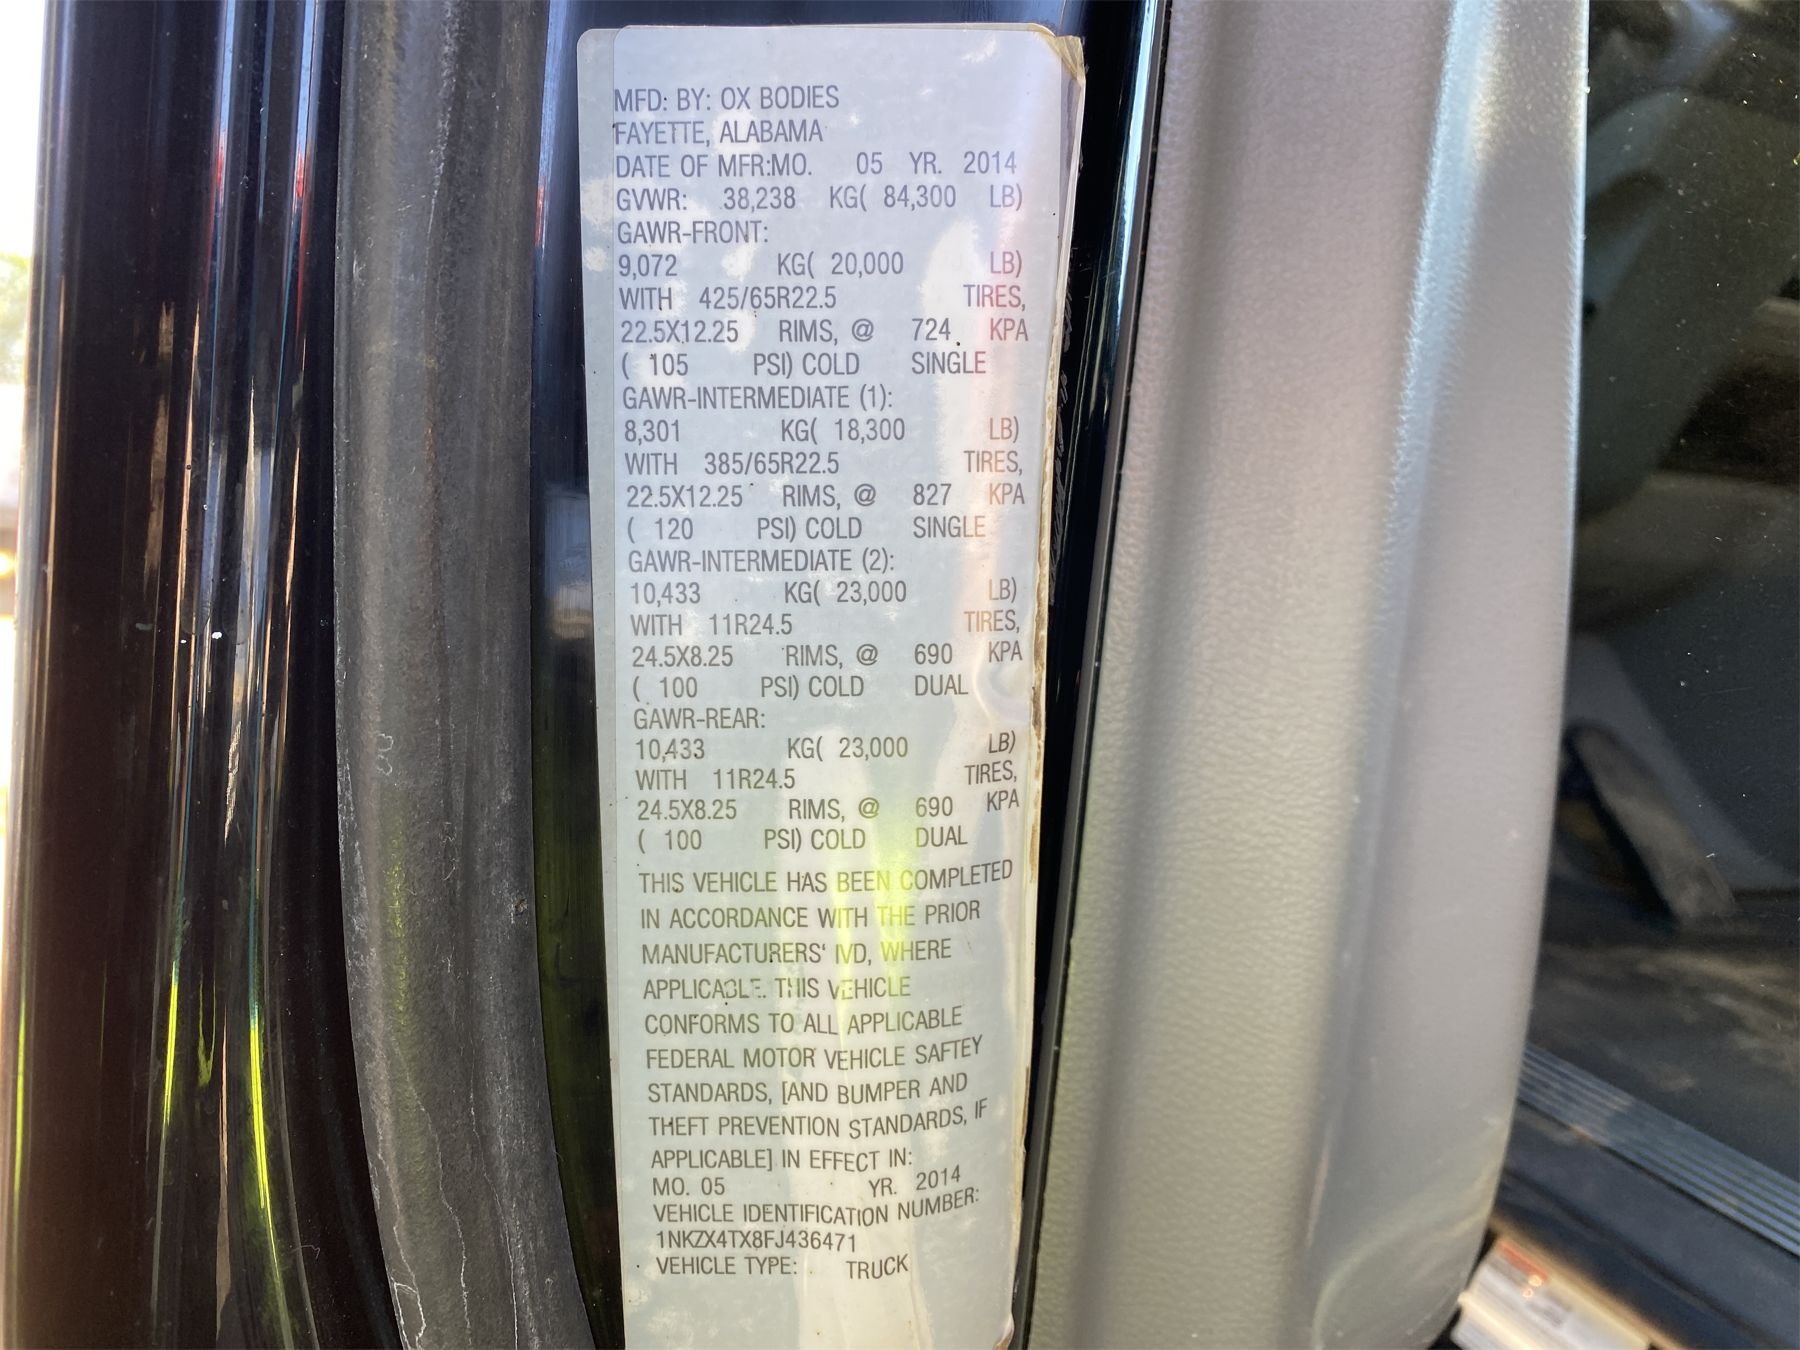 MFD: BY: OX BODIES
FAYETTE, ALABAMA
DATE OF MFR:MO. 05 YR. 2014
GVWR: 38,238 KG( 84,300 LB)
GAWR-FRONT:
9,072 KG( 20,000 LB)
WITH 425/65R22.5 TIRES,
22.5X12.25 RIMS, @ 724 KPA
( 105 PSI) COLD SINGLE
GAWR-INTERMEDIATE (1):
8,301 KG( 18,300 LB)
WITH 385/65R22.5 TIRES,
22.5X12.25 RIMS, @ 827 KPA
( 120 PSI) COLD SINGLE
GAWR-INTERMEDIATE (2):
10,433 KG( 23,000 LB)
WITH 11R24.5 TIRES,
24.5X8.25 RIMS, @ 690 KPA
( 100 PSI) COLD DUAL
GAWR-REAR:
10,433 KG( 23,000 LB)
WITH 11R24.5 TIRES,
24.5X8.25 RIMS, @ 690 KPA
( 100 PSI) COLD DUAL
THIS VEHICLE HAS BEEN COMPLETED
IN ACCORDANCE WITH THE PRIOR
MANUFACTURERS' IVD, WHERE
APPLICABLE. THIS VEHICLE
CONFORMS TO ALL APPLICABLE
FEDERAL MOTOR VEHICLE SAFTEY
STANDARDS, [AND BUMPER AND
THEFT PREVENTION STANDARDS, IF
APPLICABLE] IN EFFECT IN:
MO. 05 YR. 2014
VEHICLE IDENTIFICATION NUMBER:
1NKZX4TX8FJ436471
VEHICLE TYPE: TRUCK